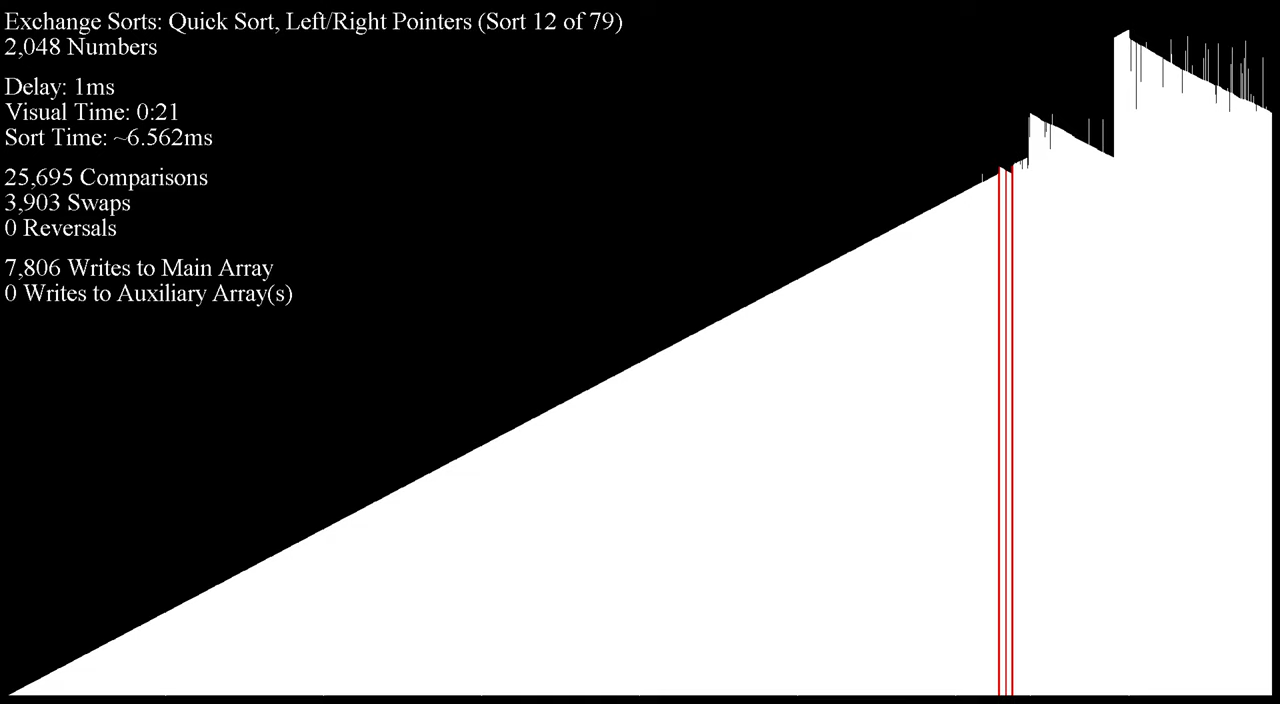 Exchange Sorts: Quick Sort, Left/Right Pointers (Sort 12 of 79)
2,048 Numbers
Delay: 1ms
Visual Time: 0:21
Sort Time: ~6.562ms
25,695 Comparisons
3,903 Swaps
0 Reversals
7,806 Writes to Main Array
0 Writes to Auxiliary Array(s)